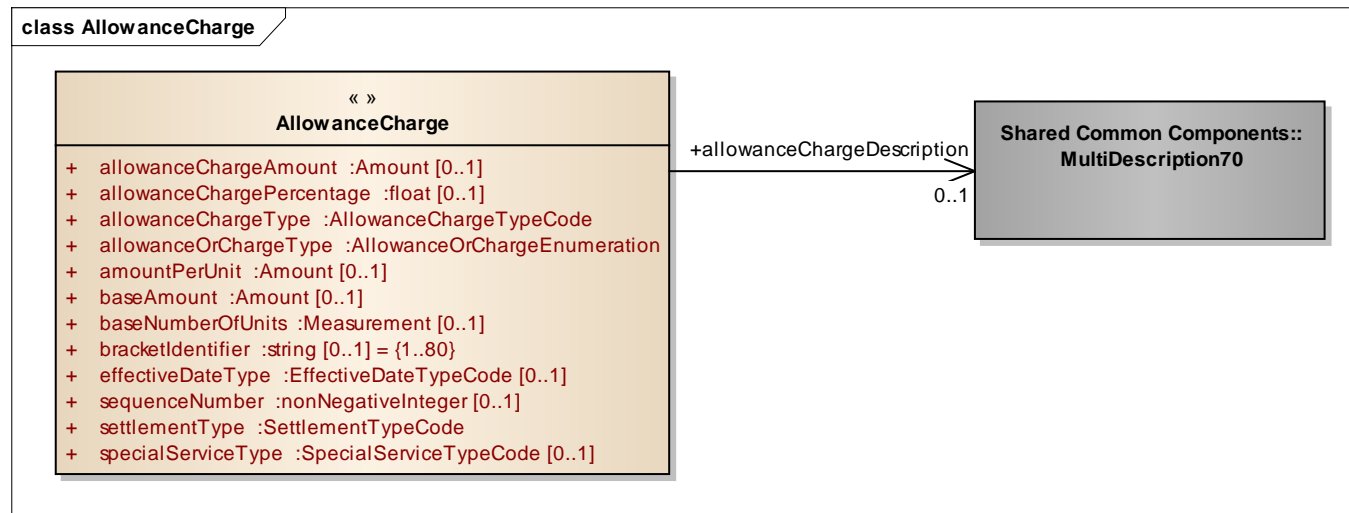 class AllowanceCharge
« »
AllowanceCharge
+ allowanceChargeAmount :Amount [0..1]
+ allowanceChargePercentage :float [0..1]
+ allowanceChargeType :AllowanceChargeTypeCode
+ allowanceOrChargeType :AllowanceOrChargeEnumeration
+ amountPerUnit :Amount [0..1]
+ baseAmount :Amount [0..1]
+ baseNumberOfUnits :Measurement [0..1]
+ bracketIdentifier :string [0..1] = {1..80}
+ effectiveDateType :EffectiveDateTypeCode [0..1]
+ sequenceNumber :nonNegativeInteger [0..1]
+ settlementType :SettlementTypeCode
+ specialServiceType :SpecialServiceTypeCode [0..1]
+allowanceChargeDescription
0..1
Shared Common Components::
MultiDescription70